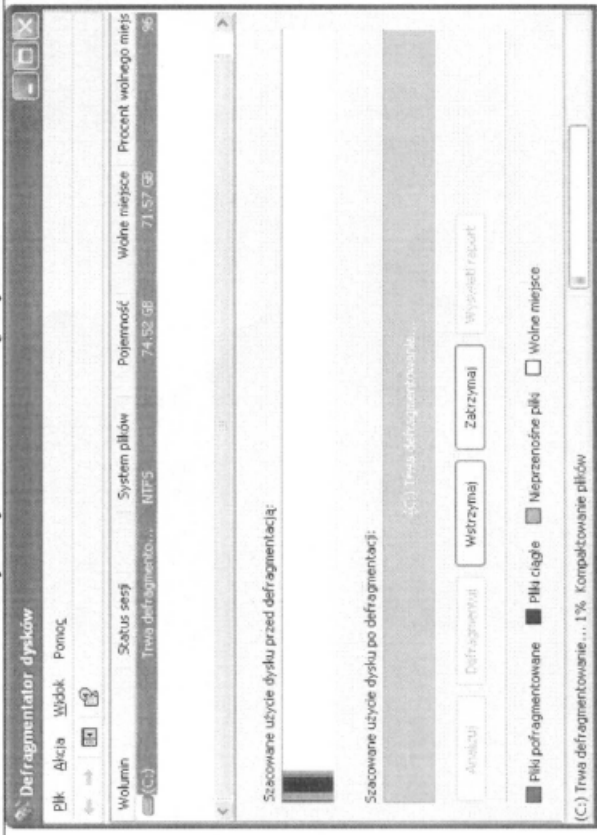 Defragmentator dysków
Plik Akcja Widok Pomoc
Wolumin Status sesji System plików Pojemność Wolne miejsce Procent wolnego miejs
(C:) Trwa defragmento... NTFS 74,52 GB 71,57 GB 96
Szacowane użycie dysku przed defragmentacją:
Szacowane użycie dysku po defragmentacji:
(C:) Trwa defragmentowanie...
Analizuj Defragmentuj Wstrzymaj Zatrzymaj Wyświetl raport
Pliki pofragmentowane Pliki ciągłe Nieprzenośne pliki Wolne miejsce
(C:) Trwa defragmentowanie... 1% Kompaktowanie plików